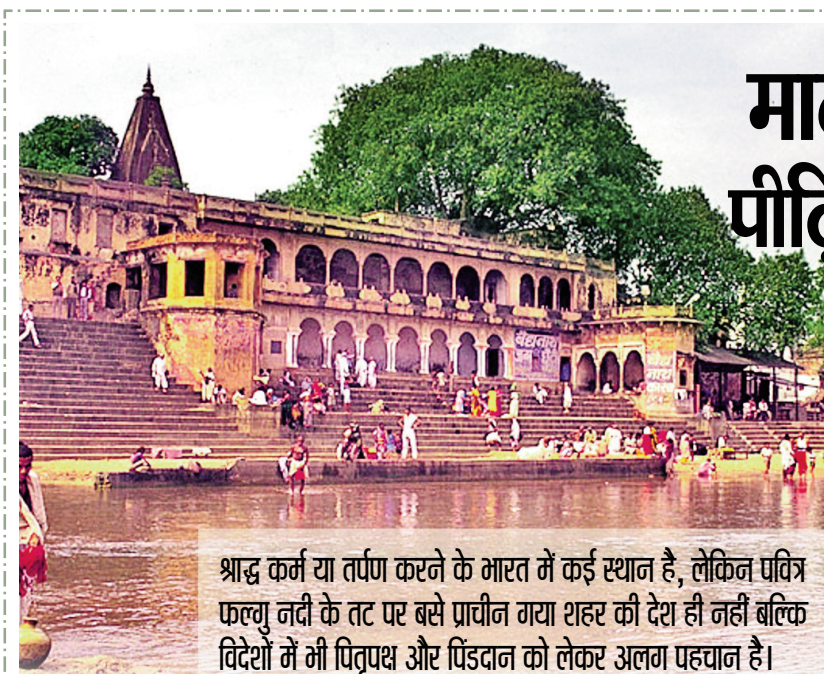 श्राद्ध कर्म या तर्पण करने के भारत में कई स्थान है, लेकिन पवित्र
फल्गु नदी के तट पर बसे प्राचीन गया शहर की देश ही नहीं बल्कि
विदेशों में भी पितृपक्ष और पिंडदान को लेकर अलग पहचान है।